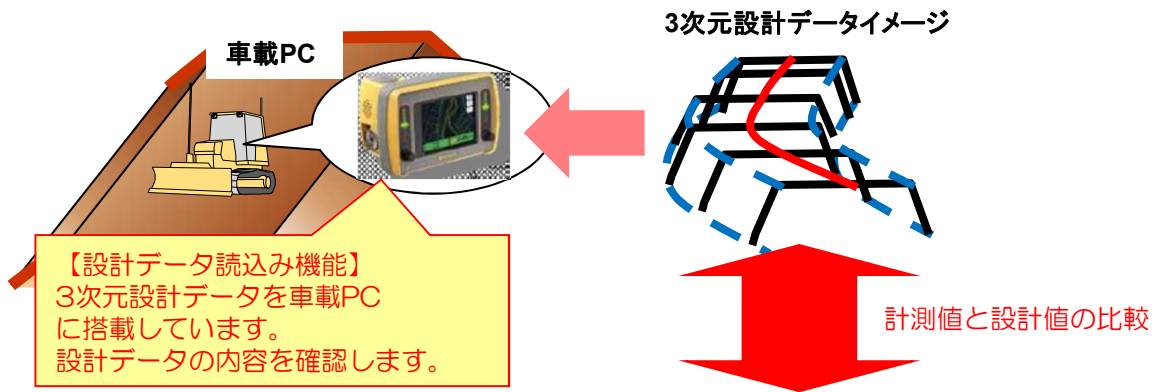 3次元設計データイメージ
車載PC
【設計データ読込み機能】
3次元設計データを車載PC
に搭載しています。
設計データの内容を確認します。
計測値と設計値の比較